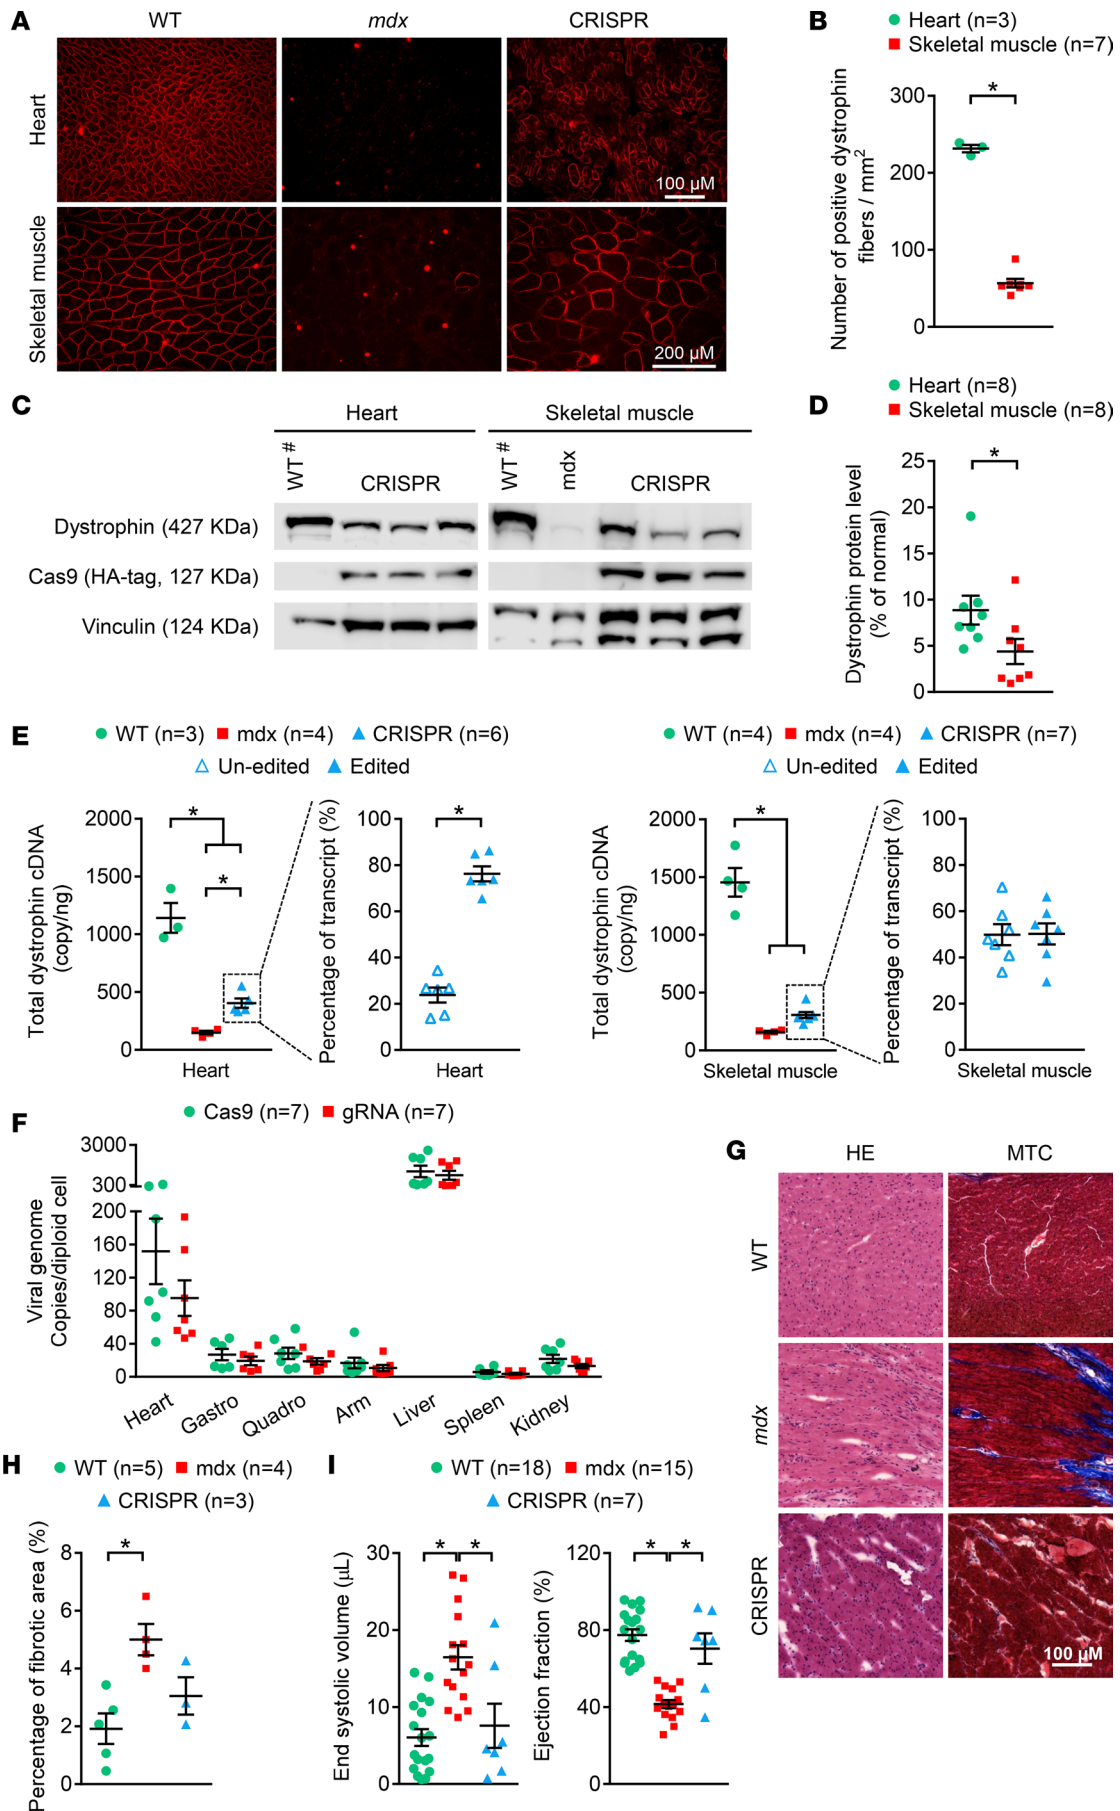 A
WT
mdx
CRISPR
Heart
100 µM
Skeletal muscle
200 µM
B
Heart (n=3)
Skeletal muscle (n=7)
Number of positive dystrophin
fibers / mm2
300
200
100
0
*
C
Heart
Skeletal muscle
WT #
CRISPR
WT #
mdx
CRISPR
Dystrophin (427 KDa)
Cas9 (HA-tag, 127 KDa)
Vinculin (124 KDa)
D
Heart (n=8)
Skeletal muscle (n=8)
Dystrophin protein level
(% of normal)
25
20
15
10
5
0
*
E
WT (n=3) mdx (n=4) CRISPR (n=6)
Un-edited Edited
Total dystrophin cDNA
(copy/ng)
2000
1500
1000
500
0
*
*
Heart
Percentage of transcript (%)
100
80
60
40
20
0
*
Heart
WT (n=4) mdx (n=4) CRISPR (n=7)
Un-edited Edited
Total dystrophin cDNA
(copy/ng)
2000
1500
1000
500
0
*
Skeletal muscle
Percentage of transcript (%)
100
80
60
40
20
0
Skeletal muscle
F
Cas9 (n=7) gRNA (n=7)
Viral genome
Copies/diploid cell
3000
300
200
160
120
80
40
0
Heart
Gastro
Quadro
Arm
Liver
Spleen
Kidney
G
HE
MTC
WT
mdx
CRISPR
100 µM
H
WT (n=5) mdx (n=4)
CRISPR (n=3)
Percentage of fibrotic area (%)
8
6
4
2
0
*
I
WT (n=18) mdx (n=15)
CRISPR (n=7)
End systolic volume (µL)
30
20
10
0
* *
Ejection fraction (%)
120
80
40
0
* *